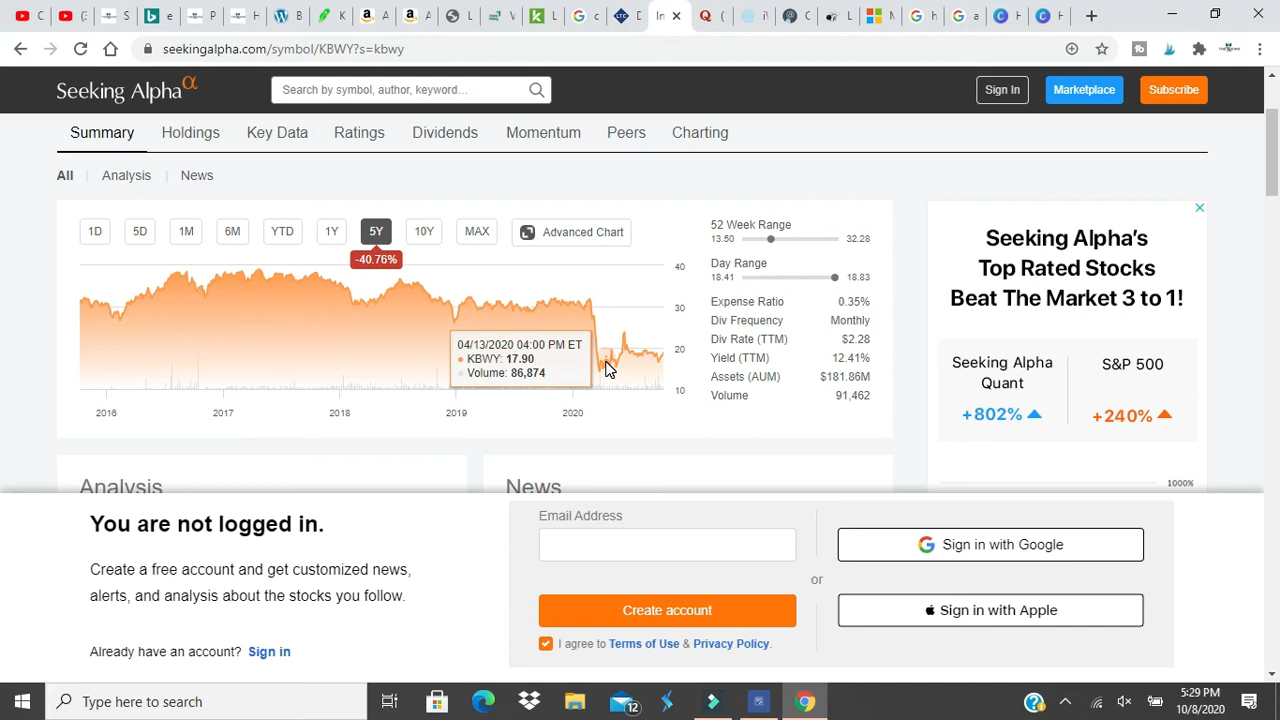 seekingalpha.com/symbol/KBWY?s=kbwy
Seeking Alpha α
Search by symbol, author, keyword...
Sign In
Marketplace
Subscribe
Summary
Holdings
Key Data
Ratings
Dividends
Momentum
Peers
Charting
All
Analysis
News
1D
5D
1M
6M
YTD
1Y
5Y
10Y
MAX
Advanced Chart
-40.76%
40
30
20
10
04/13/2020 04:00 PM ET
KBWY: 17.90
Volume: 86,874
2016
2017
2018
2019
2020
52 Week Range
13.50
32.28
Day Range
18.41
18.83
Expense Ratio 0.35%
Div Frequency Monthly
Div Rate (TTM) $2.28
Yield (TTM) 12.41%
Assets (AUM) $181.86M
Volume 91,462
Seeking Alpha's
Top Rated Stocks
Beat The Market 3 to 1!
Seeking Alpha
Quant
+802%
S&P 500
+240%
1000%
Analysis
News
You are not logged in.
Create a free account and get customized news,
alerts, and analysis about the stocks you follow.
Already have an account? Sign in
Email Address
Create account
I agree to Terms of Use & Privacy Policy.
or
Sign in with Google
Sign in with Apple
Type here to search
12
5:29 PM
10/8/2020